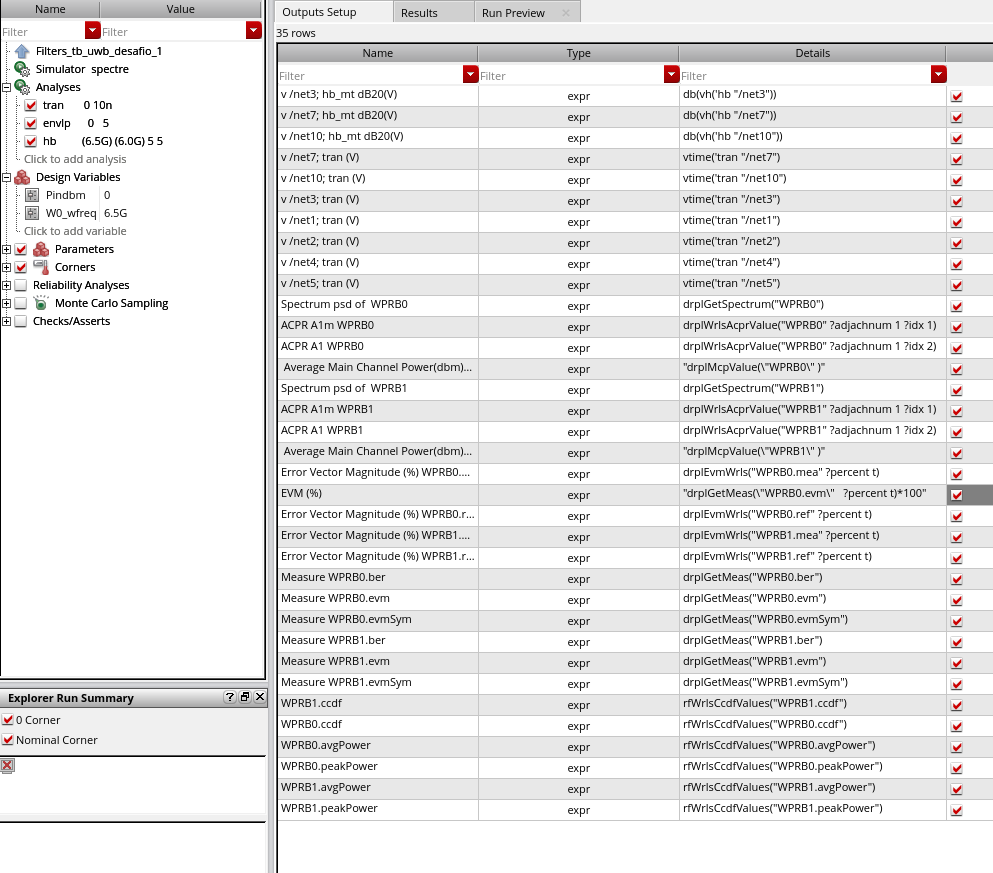 Name Value
Filter Filter
Filters_tb_uwb_desafio_1
Simulator spectre
Analyses
tran 0 10n
envlp 0 5
hb (6.5G) (6.0G) 5 5
Click to add analysis
Design Variables
Pindbm 0
W0_wfreq 6.5G
Click to add variable
Parameters
Corners
Reliability Analyses
Monte Carlo Sampling
Checks/Asserts
Explorer Run Summary
0 Corner
Nominal Corner
Outputs Setup Results Run Preview
35 rows
Name Type Details
Filter Filter Filter
v /net3; hb_mt dB20(V) expr db(vh('hb "/net3"))
v /net7; hb_mt dB20(V) expr db(vh('hb "/net7"))
v /net10; hb_mt dB20(V) expr db(vh('hb "/net10"))
v /net7; tran (V) expr vtime('tran "/net7")
v /net10; tran (V) expr vtime('tran "/net10")
v /net3; tran (V) expr vtime('tran "/net3")
v /net1; tran (V) expr vtime('tran "/net1")
v /net2; tran (V) expr vtime('tran "/net2")
v /net4; tran (V) expr vtime('tran "/net4")
v /net5; tran (V) expr vtime('tran "/net5")
Spectrum psd of  WPRB0 expr drplGetSpectrum("WPRB0")
ACPR A1m WPRB0 expr drplWrlsAcprValue("WPRB0" ?adjachnum 1 ?idx 1)
ACPR A1 WPRB0 expr drplWrlsAcprValue("WPRB0" ?adjachnum 1 ?idx 2)
Average Main Channel Power(dbm)... expr "drplMcpValue(\"WPRB0\" )"
Spectrum psd of  WPRB1 expr drplGetSpectrum("WPRB1")
ACPR A1m WPRB1 expr drplWrlsAcprValue("WPRB1" ?adjachnum 1 ?idx 1)
ACPR A1 WPRB1 expr drplWrlsAcprValue("WPRB1" ?adjachnum 1 ?idx 2)
Average Main Channel Power(dbm)... expr "drplMcpValue(\"WPRB1\" )"
Error Vector Magnitude (%) WPRB0.... expr drplEvmWrls("WPRB0.mea" ?percent t)
EVM (%) expr "drplGetMeas(\"WPRB0.evm\"   ?percent t)*100"
Error Vector Magnitude (%) WPRB0.r... expr drplEvmWrls("WPRB0.ref" ?percent t)
Error Vector Magnitude (%) WPRB1.... expr drplEvmWrls("WPRB1.mea" ?percent t)
Error Vector Magnitude (%) WPRB1.r... expr drplEvmWrls("WPRB1.ref" ?percent t)
Measure WPRB0.ber expr drplGetMeas("WPRB0.ber")
Measure WPRB0.evm expr drplGetMeas("WPRB0.evm")
Measure WPRB0.evmSym expr drplGetMeas("WPRB0.evmSym")
Measure WPRB1.ber expr drplGetMeas("WPRB1.ber")
Measure WPRB1.evm expr drplGetMeas("WPRB1.evm")
Measure WPRB1.evmSym expr drplGetMeas("WPRB1.evmSym")
WPRB1.ccdf expr rfWrlsCcdfValues("WPRB1.ccdf")
WPRB0.ccdf expr rfWrlsCcdfValues("WPRB0.ccdf")
WPRB0.avgPower expr rfWrlsCcdfValues("WPRB0.avgPower")
WPRB0.peakPower expr rfWrlsCcdfValues("WPRB0.peakPower")
WPRB1.avgPower expr rfWrlsCcdfValues("WPRB1.avgPower")
WPRB1.peakPower expr rfWrlsCcdfValues("WPRB1.peakPower")